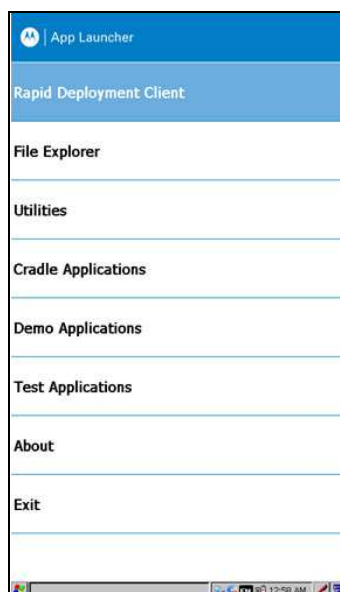 App Launcher
Rapid Deployment Client
File Explorer
Utilities
Cradle Applications
Demo Applications
Test Applications
About
Exit
12:58 AM